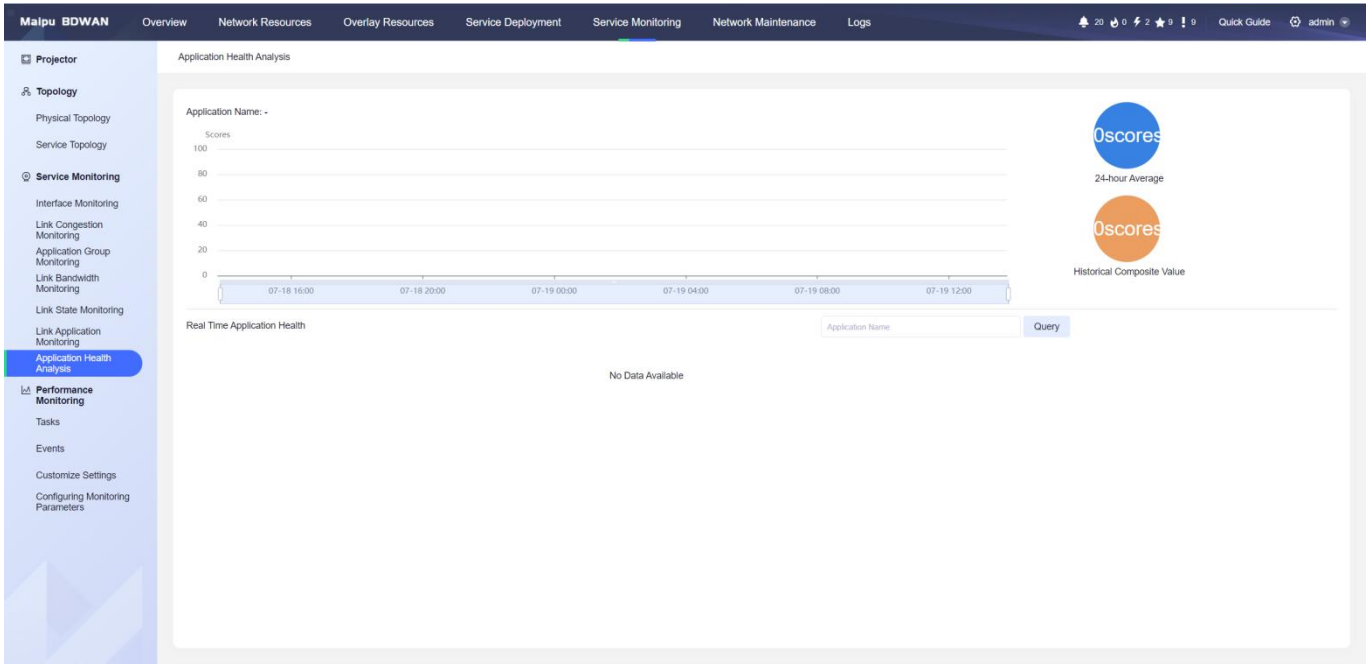 Maipu BDWAN Overview Network Resources Overlay Resources Service Deployment Service Monitoring Network Maintenance Logs 20 0 2 9 9 Quick Guide admin
Projector
Topology
Physical Topology
Service Topology
Service Monitoring
Interface Monitoring
Link Congestion
Monitoring
Application Group
Monitoring
Link Bandwidth
Monitoring
Link State Monitoring
Link Application
Monitoring
Application Health
Analysis
Performance
Monitoring
Tasks
Events
Customize Settings
Configuring Monitoring
Parameters
Application Health Analysis
Application Name: -
Scores
100
80
60
40
20
0
07-18 16:00 07-18 20:00 07-19 00:00 07-19 04:00 07-19 08:00 07-19 12:00
0scores
24-hour Average
0scores
Historical Composite Value
Real Time Application Health Application Name Query
No Data Available